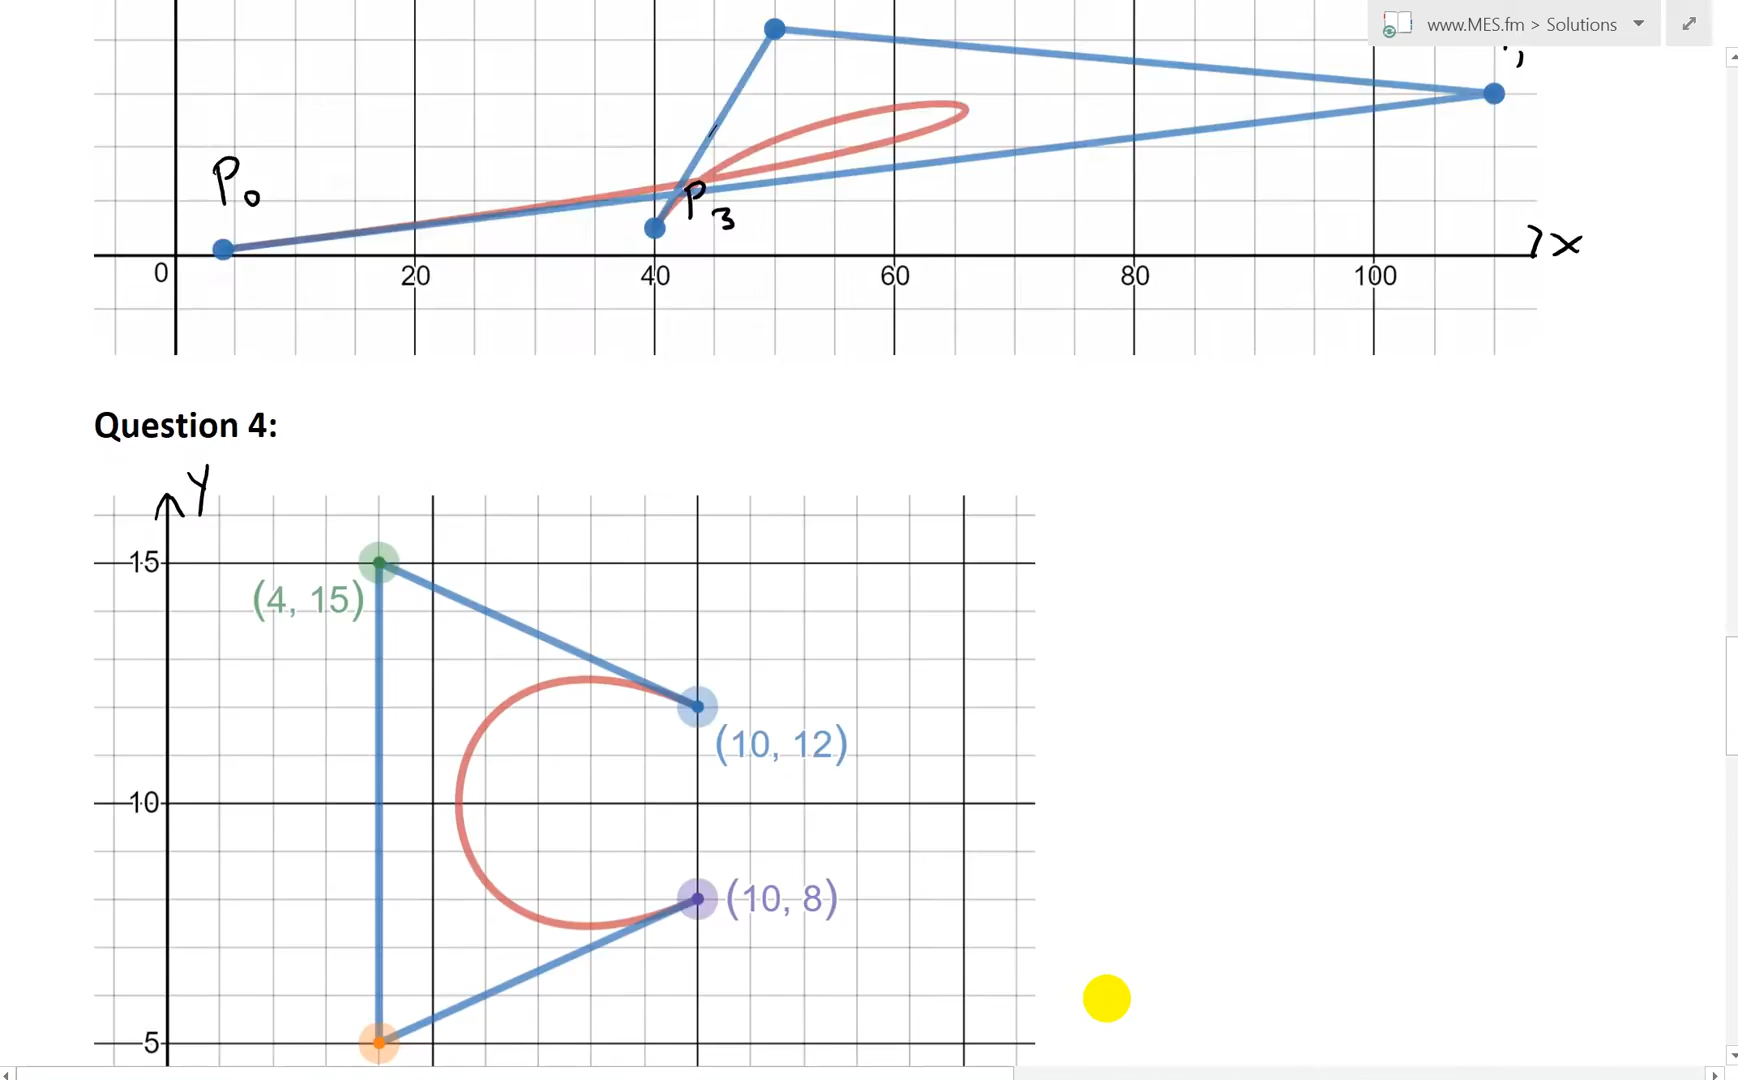 www.MES.fm > Solutions
P0
P3
x
0 20 40 60 80 100
Question 4:
Y
15
(4, 15)
(10, 12)
10
(10, 8)
5